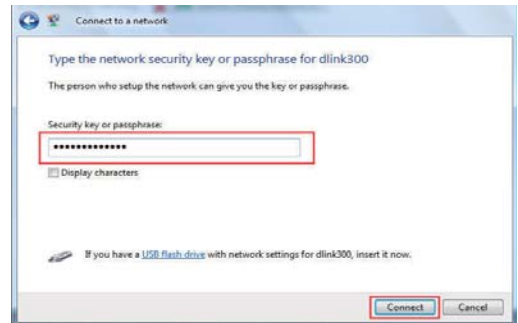 Connect to a network
Type the network security key or passphrase for dlink300
The person who setup the network can give you the key or passphrase.
Security key or passphrase:
•••••••••••••
Display characters
If you have a USB flash drive with network settings for dlink300, insert it now.
Connect Cancel